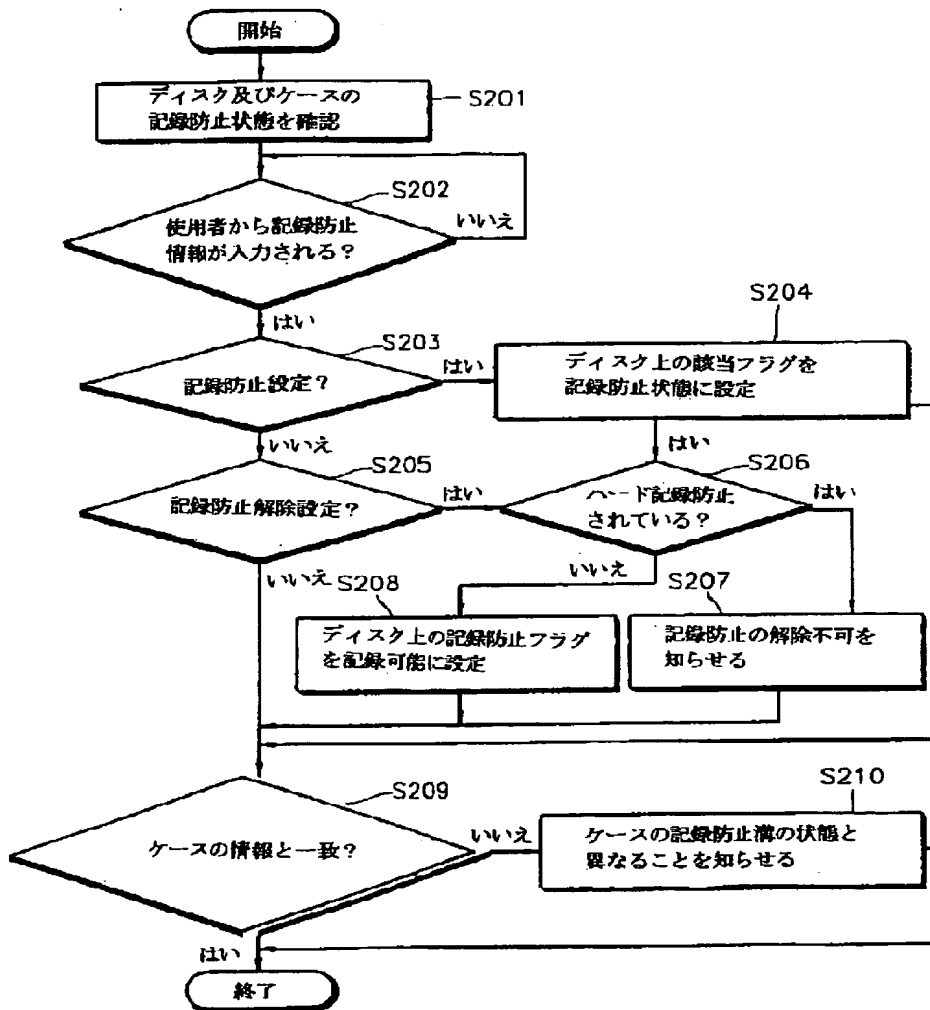 開始
ディスク及びケースの
記録防止状態を確認
S201
S202
使用者から記録防止
情報が入力される?
いいえ
はい
S203
記録防止設定?
はい
S204
ディスク上の該当フラグを
記録防止状態に設定
いいえ
はい
S205
記録防止解除設定?
はい
S206
ハード記録防止
されている?
はい
いいえ
いいえ
S208
ディスク上の記録防止フラグ
を記録可能に設定
S207
記録防止の解除不可を
知らせる
S209
ケースの情報と一致?
いいえ
S210
ケースの記録防止溝の状態と
異なることを知らせる
はい
終了